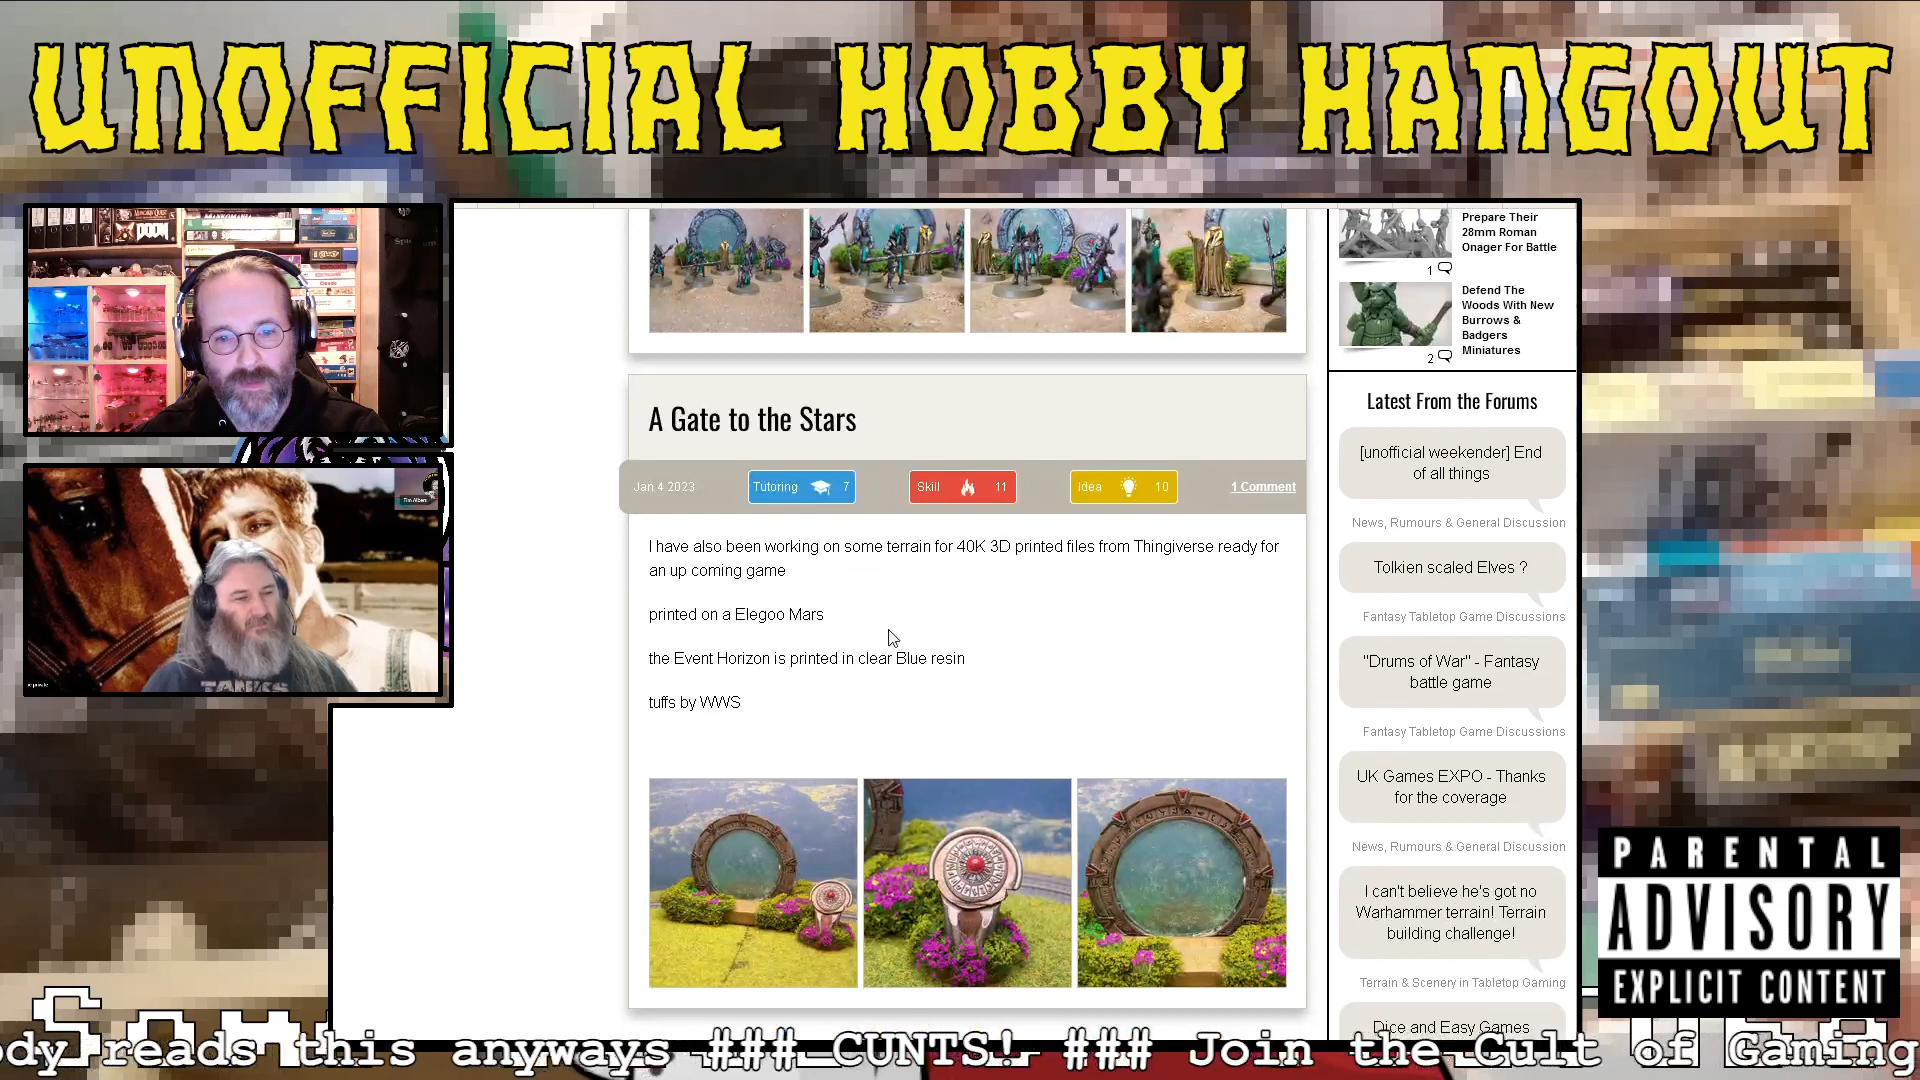 UNOFFICIAL HOBBY HANGOUT
MUNCHKIN QUEST
DOOM
Tim Albers
TANKS
Prepare Their
28mm Roman
Onager For Battle
1
Defend The
Woods With New
Burrows &
Badgers
Miniatures
2
A Gate to the Stars
Jan 4 2023
Tutoring 7
Skill 11
Idea 10
1 Comment
I have also been working on some terrain for 40K 3D printed files from Thingiverse ready for
an up coming game
printed on a Elegoo Mars
the Event Horizon is printed in clear Blue resin
tuffs by WWS
Latest From the Forums
[unofficial weekender] End
of all things
News, Rumours & General Discussion
Tolkien scaled Elves ?
Fantasy Tabletop Game Discussions
"Drums of War" - Fantasy
battle game
Fantasy Tabletop Game Discussions
UK Games EXPO - Thanks
for the coverage
News, Rumours & General Discussion
I can't believe he's got no
Warhammer terrain! Terrain
building challenge!
Terrain & Scenery in Tabletop Gaming
Dice and Easy Games
PARENTAL
ADVISORY
EXPLICIT CONTENT
ody reads this anyways ### CUNTS! ### Join the Cult of Gaming